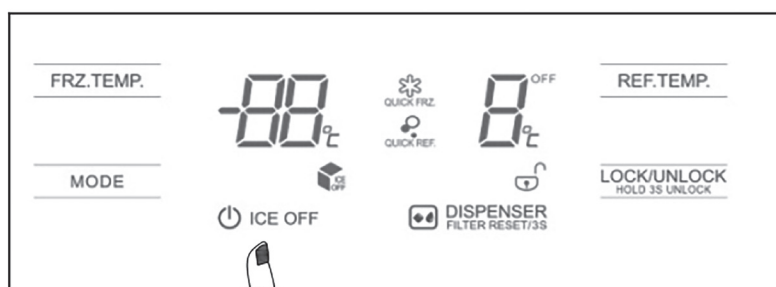 FRZ.TEMP.
-88°C
QUICK FRZ.
QUICK REF.
8°C
OFF
REF.TEMP.
MODE
ICE
OFF
LOCK/UNLOCK
HOLD 3S UNLOCK
ICE OFF
DISPENSER
FILTER RESET/3S